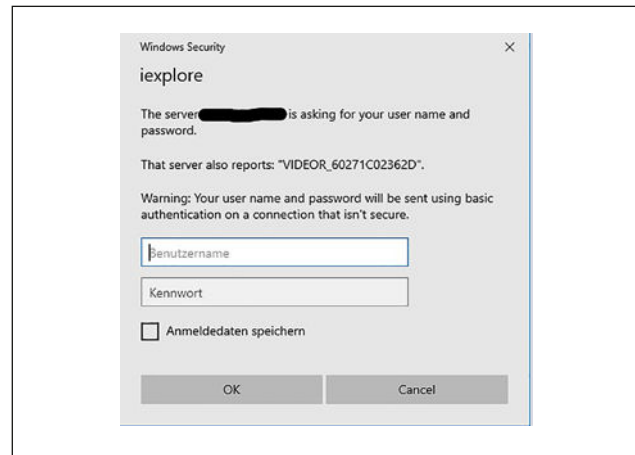 Windows Security
iexplore
The server is asking for your user name and
password.
That server also reports: "VIDEOR_60271C02362D".
Warning: Your user name and password will be sent using basic
authentication on a connection that isn't secure.
Benutzername
Kennwort
Anmeldedaten speichern
OK Cancel